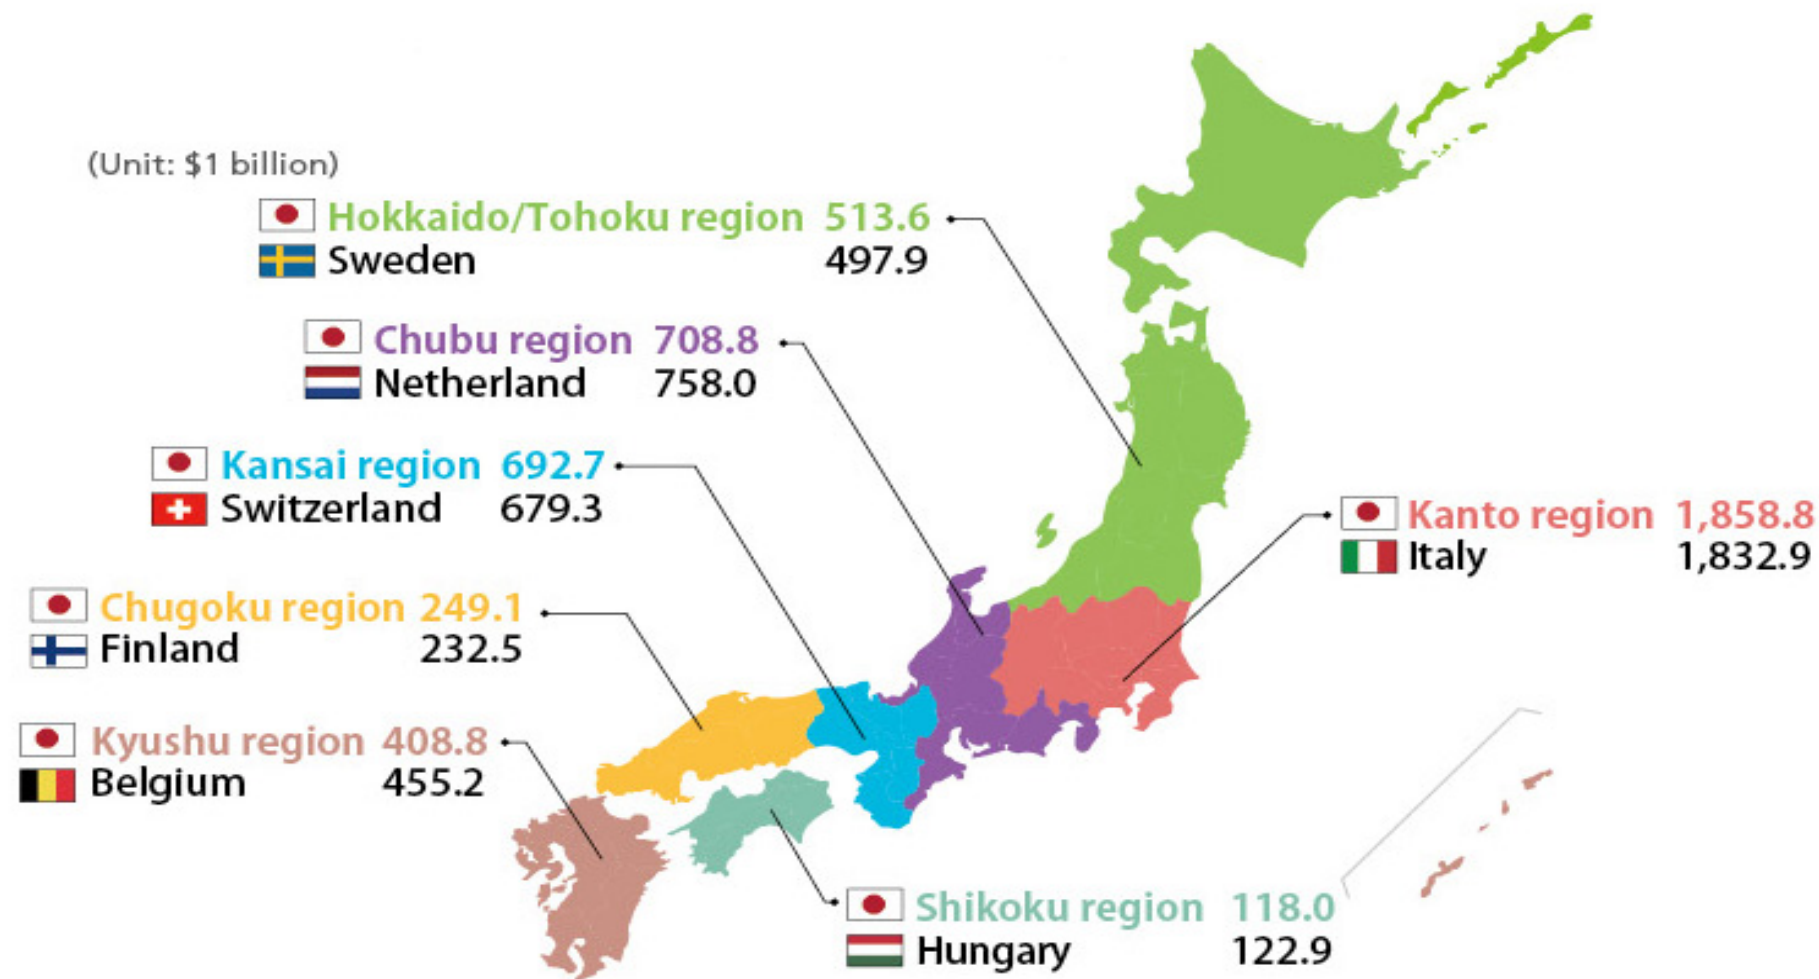 (Unit: $1 billion)
Hokkaido/Tohoku region 513.6
Sweden 497.9
Chubu region 708.8
Netherland 758.0
Kansai region 692.7
Switzerland 679.3
Kanto region 1,858.8
Italy 1,832.9
Chugoku region 249.1
Finland 232.5
Kyushu region 408.8
Belgium 455.2
Shikoku region 118.0
Hungary 122.9